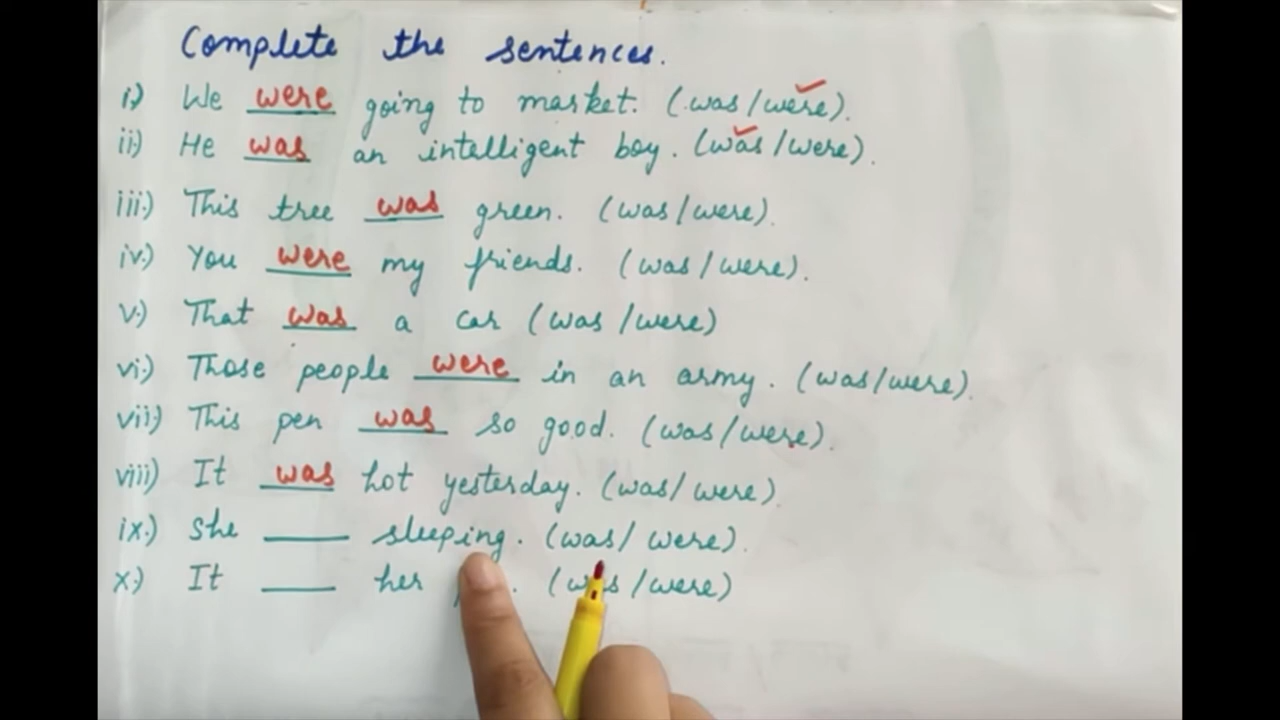 Complete the sentences.
i.) We were going to market. (was/were).
ii.) He was an intelligent boy. (was/were).
iii.) This tree was green. (was/were).
iv.) You were my friends. (was/were).
v.) That was a car (was/were)
vi.) Those people were in an army. (was/were).
vii.) This pen was so good. (was/were).
viii) It was hot yesterday. (was/were).
ix.) She ____ sleeping. (was/were).
x.) It ____ her . (was/were)